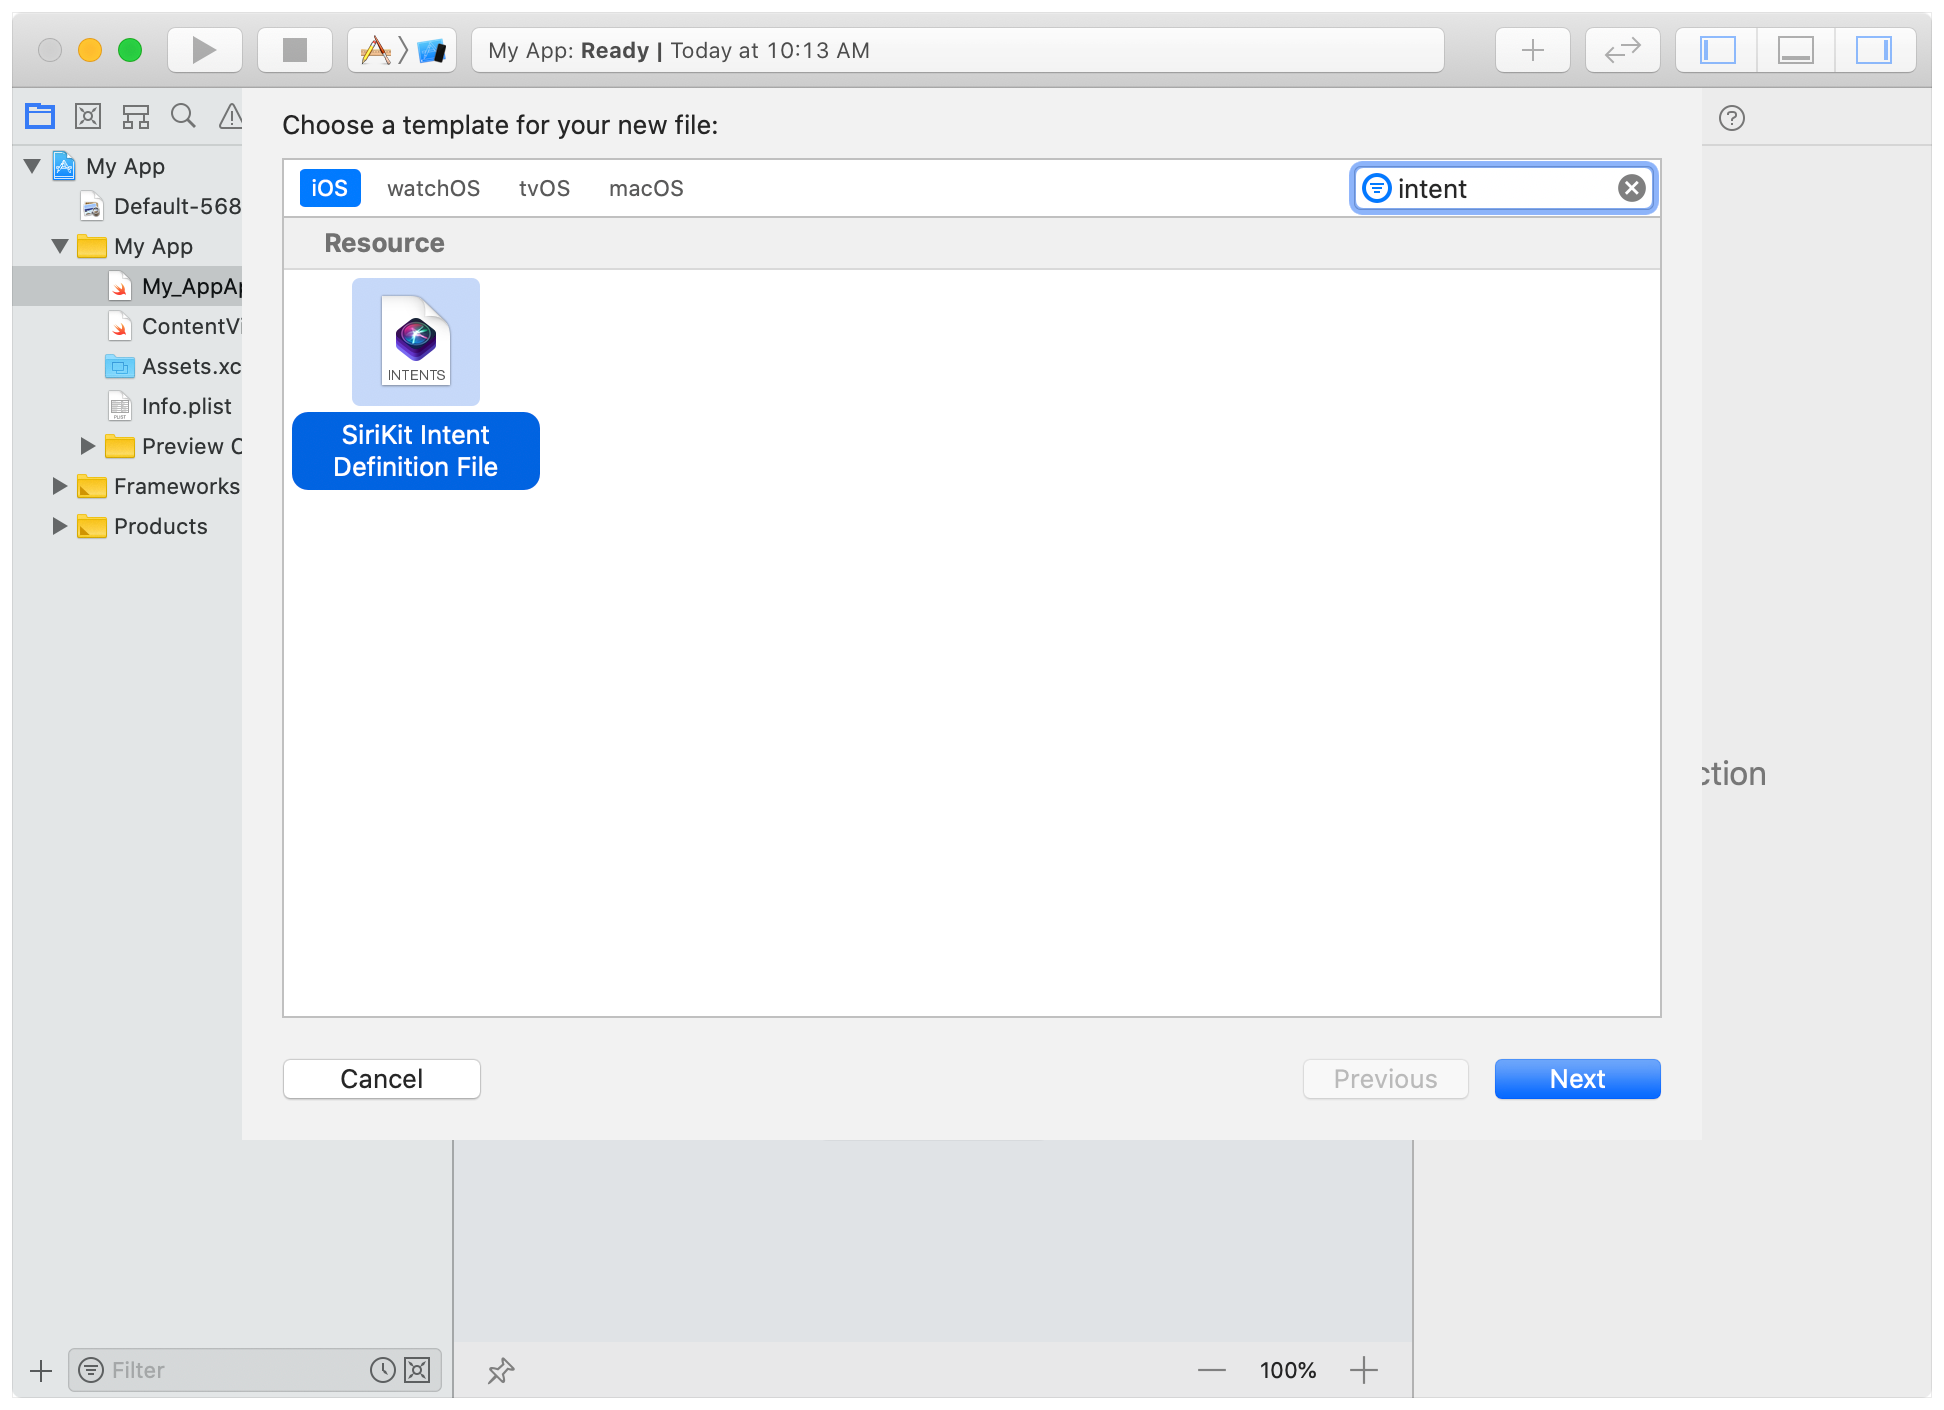 My App: Ready | Today at 10:13 AM
Choose a template for your new file:
iOS watchOS tvOS macOS intent
Resource
INTENTS
SiriKit Intent
Definition File
My App
Default-568
My App
My_AppAp
ContentVi
Assets.xc
Info.plist
Preview C
Frameworks
Products
ction
Cancel Previous Next
Filter
100%